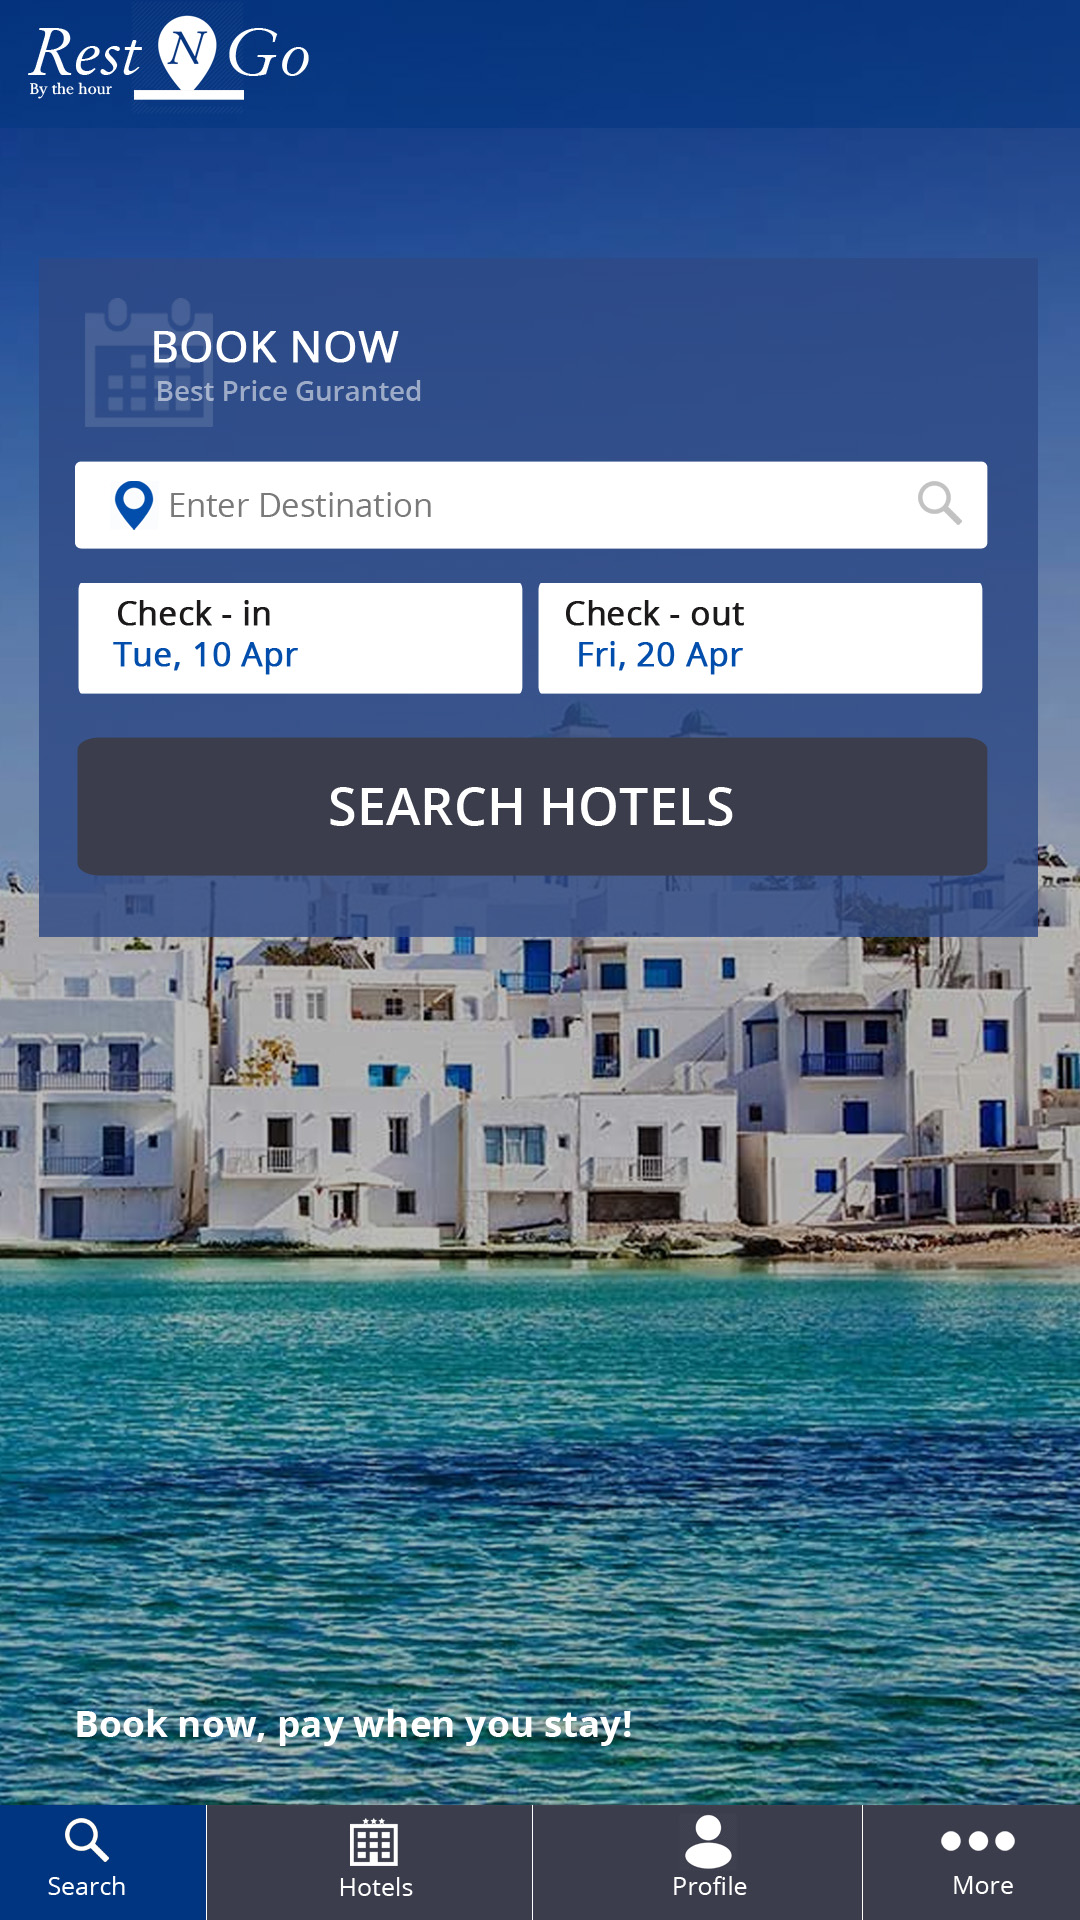 Rest N Go
By the hour
BOOK NOW
Best Price Guranted
Enter Destination
Check - in
Tue, 10 Apr
Check - out
Fri, 20 Apr
SEARCH HOTELS
Book now, pay when you stay!
Search
Hotels
Profile
More